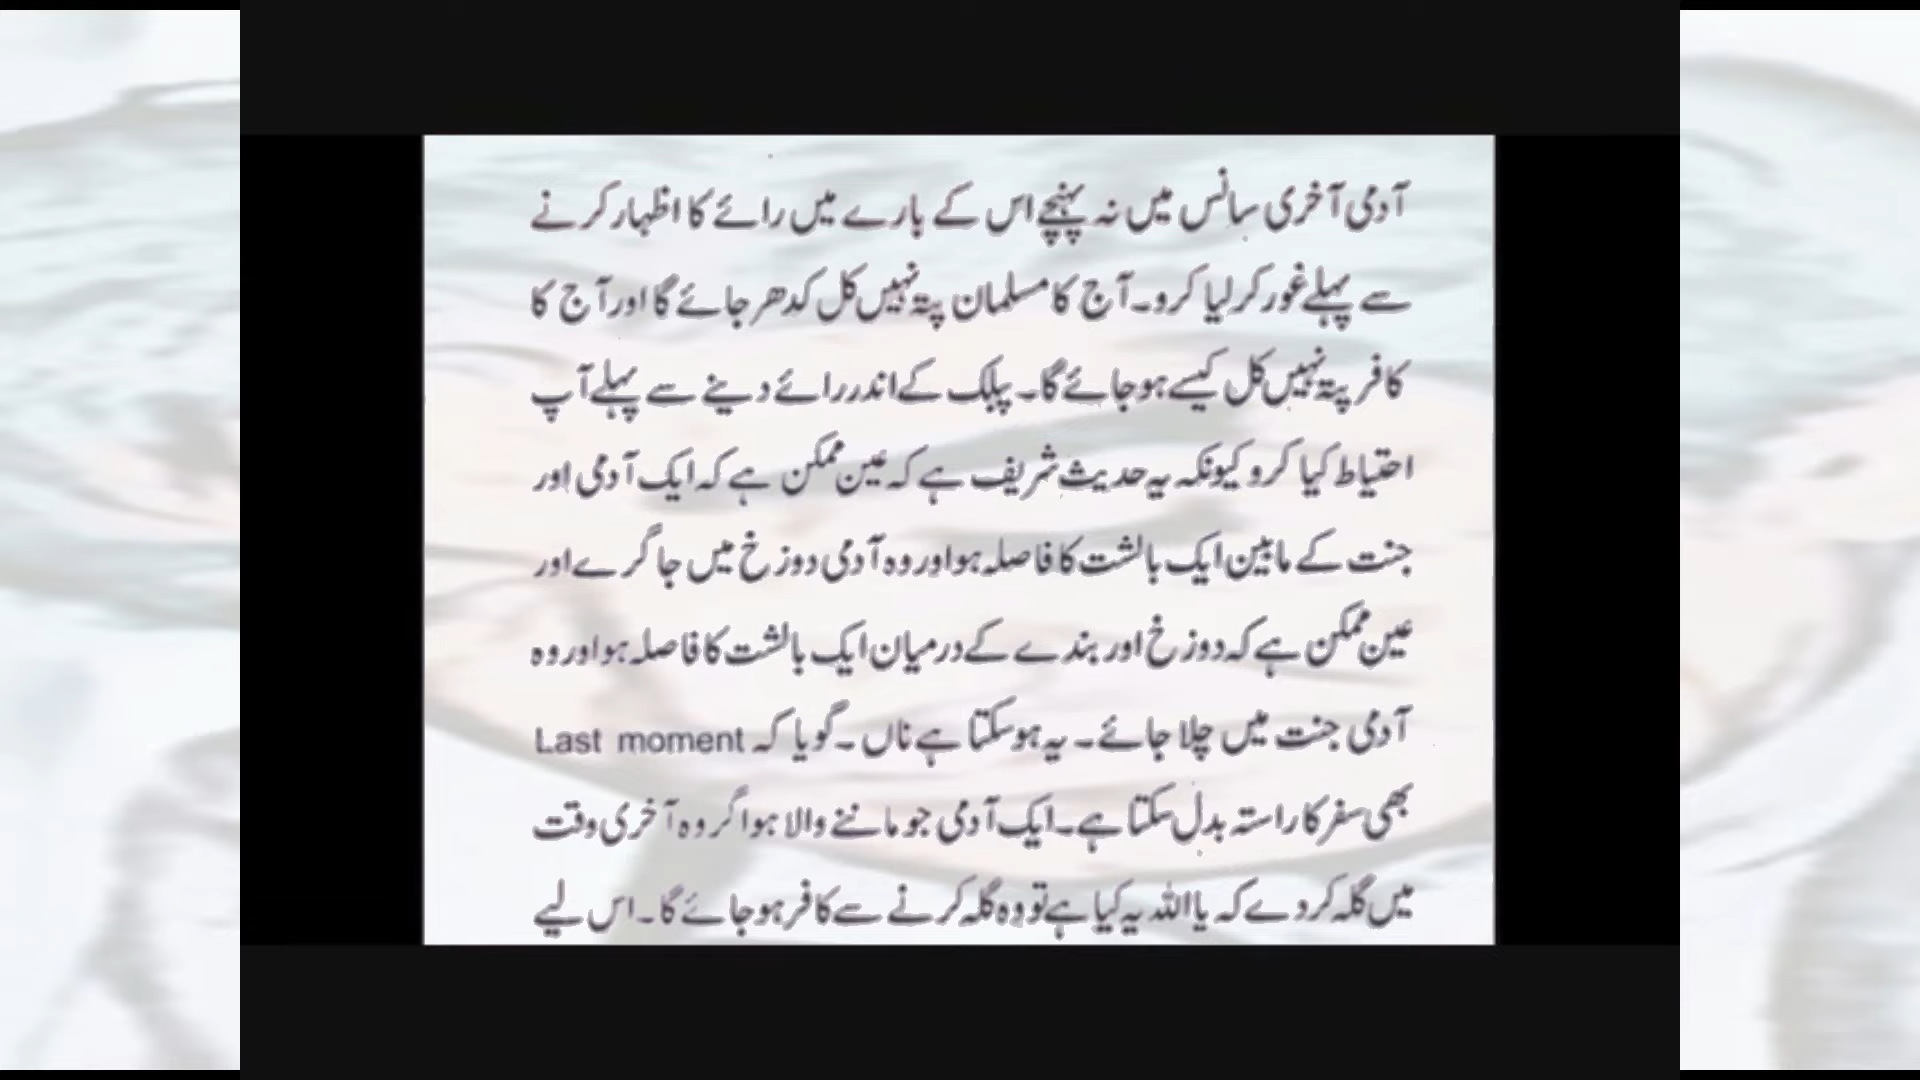 آدمی آخری سانس میں نہ پہنچے اس کے بارے میں رائے کا اظہار کرنے
سے پہلے غور کر لیا کرو۔ آج کا مسلمان پتہ نہیں کل کدھر جائے گا اور آج کا
کافر پتہ نہیں کل کیسے ہو جائے گا۔ پبلک کے اندر رائے دینے سے پہلے آپ
احتیاط کیا کرو کیونکہ یہ حدیث شریف ہے کہ عین ممکن ہے کہ ایک آدمی اور
جنت کے مابین ایک بالشت کا فاصلہ ہو اور وہ آدمی دوزخ میں جا گرے اور
عین ممکن ہے کہ دوزخ اور بندے کے درمیان ایک بالشت کا فاصلہ ہو اور وہ
آدمی جنت میں چلا جائے۔ یہ ہو سکتا ہے ناں۔ گویا کہ Last moment
بھی سفر کا راستہ بدل سکتا ہے۔ ایک آدمی جو ماننے والا ہو اگر وہ آخری وقت
میں گلہ کر دے کہ یا اللہ یہ کیا ہے تو وہ گلہ کرنے سے کافر ہو جائے گا۔ اس لیے